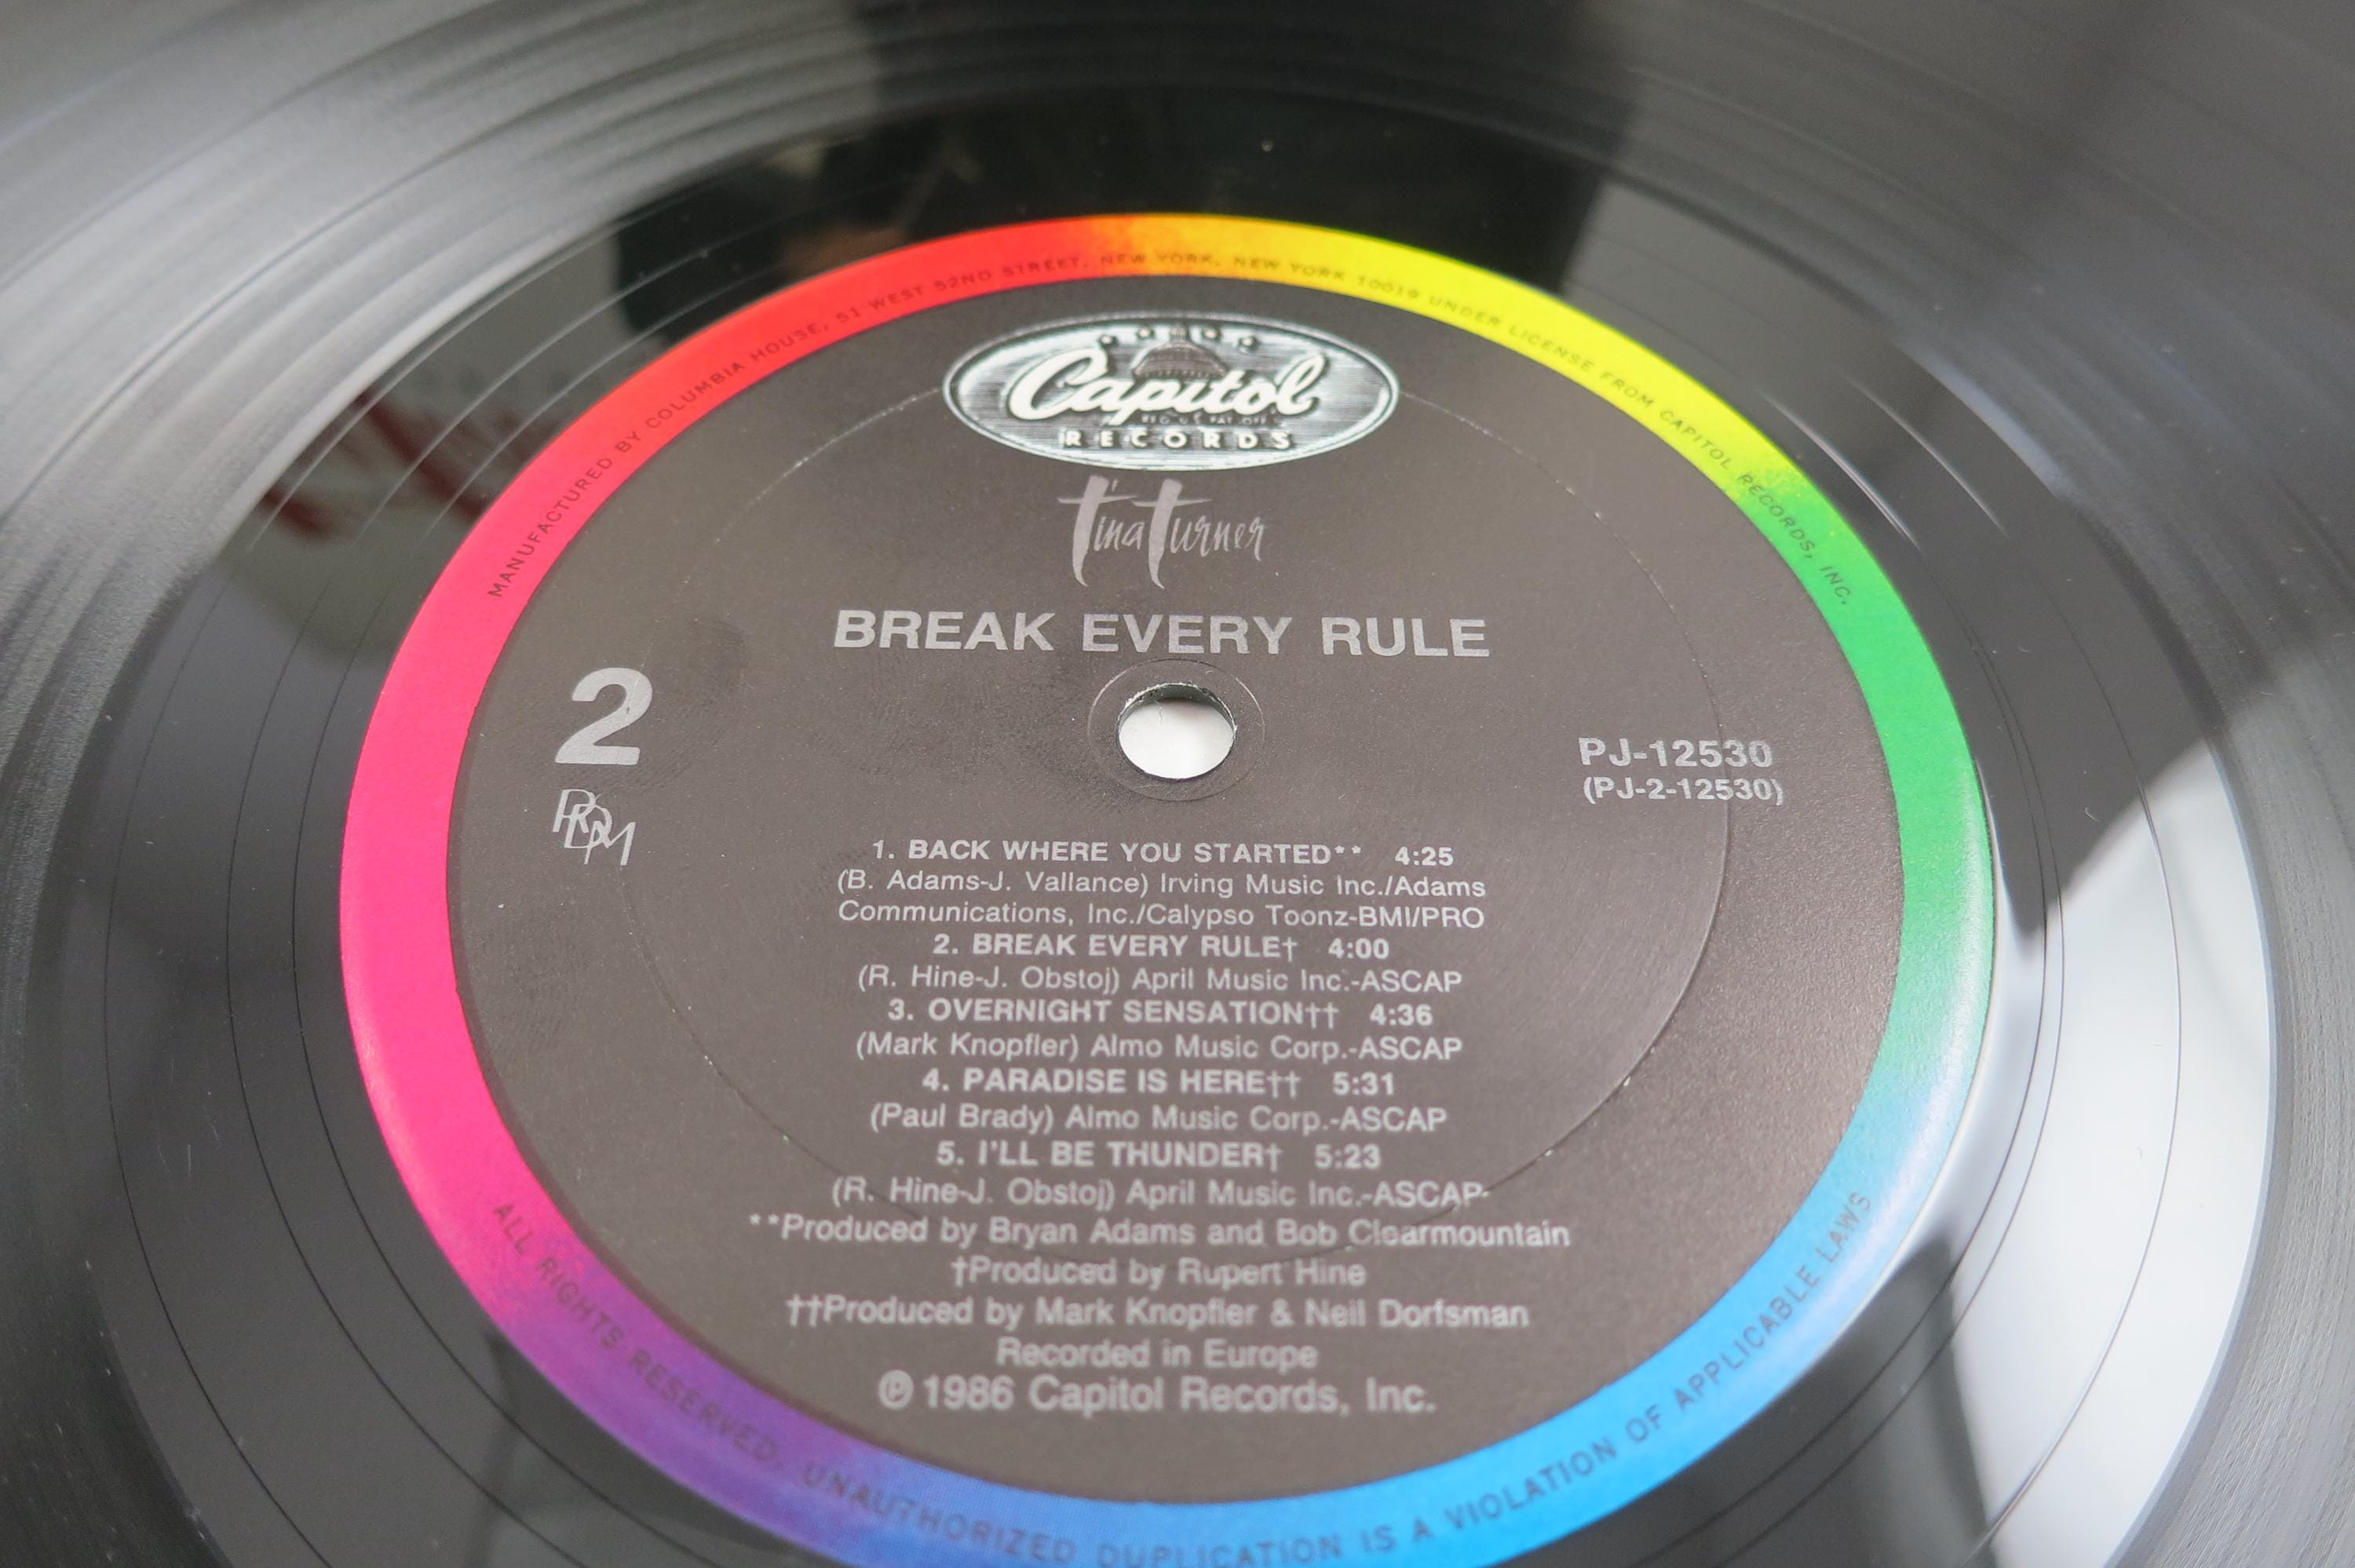 MANUFACTURED BY COLUMBIA HOUSE, 51 WEST 52ND STREET, NEW YORK, NEW YORK 10019 UNDER LICENSE FROM CAPITOL RECORDS, INC.
Capitol
REG. U.S. PAT. OFF.
RECORDS
Tina Turner
BREAK EVERY RULE
2
PRDM
PJ-12530
(PJ-2-12530)
1. BACK WHERE YOU STARTED** 4:25
(B. Adams-J. Vallance) Irving Music Inc./Adams
Communications, Inc./Calypso Toonz-BMI/PRO
2. BREAK EVERY RULE† 4:00
(R. Hine-J. Obstoj) April Music Inc.-ASCAP
3. OVERNIGHT SENSATION†† 4:36
(Mark Knopfler) Almo Music Corp.-ASCAP
4. PARADISE IS HERE†† 5:31
(Paul Brady) Almo Music Corp.-ASCAP
5. I'LL BE THUNDER† 5:23
(R. Hine-J. Obstoj) April Music Inc.-ASCAP-
**Produced by Bryan Adams and Bob Clearmountain
†Produced by Rupert Hine
††Produced by Mark Knopfler & Neil Dorfsman
Recorded in Europe
℗ 1986 Capitol Records, Inc.
ALL RIGHTS RESERVED. UNAUTHORIZED DUPLICATION IS A VIOLATION OF APPLICABLE LAWS